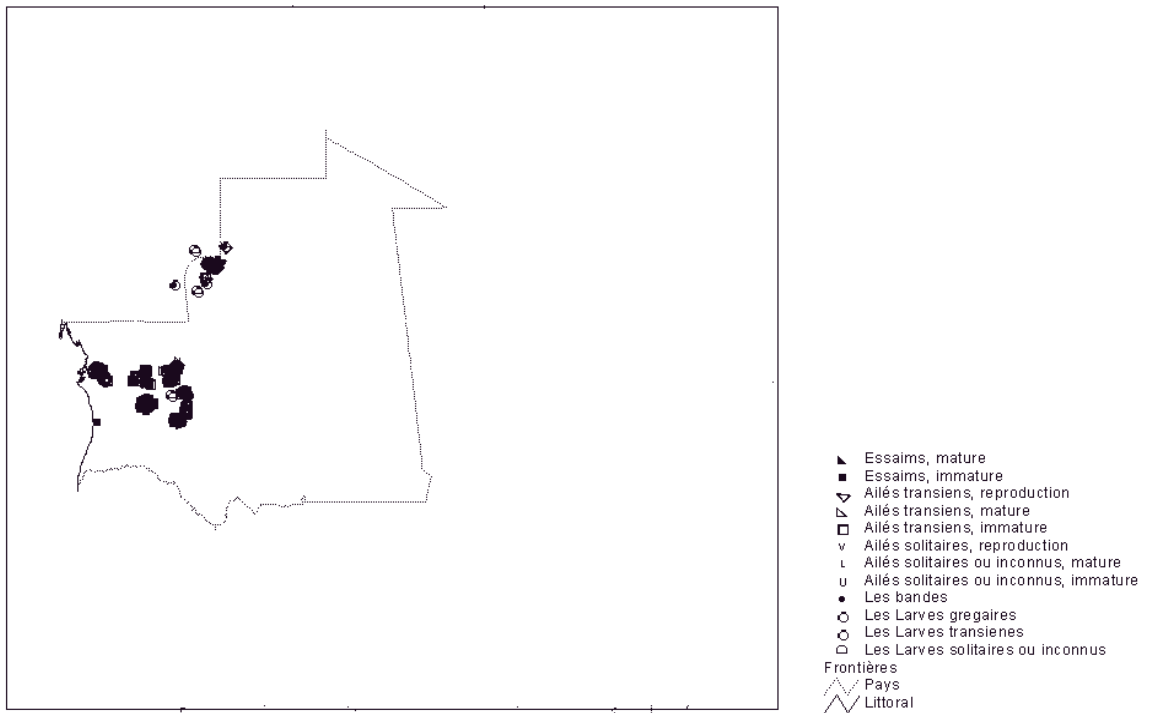 Essaims, mature
Essaims, immature
Ailés transiens, reproduction
Ailés transiens, mature
Ailés transiens, immature
Ailés solitaires, reproduction
Ailés solitaires ou inconnus, mature
Ailés solitaires ou inconnus, immature
Les bandes
Les Larves gregaires
Les Larves transienes
Les Larves solitaires ou inconnus
Frontières
Pays
Littoral